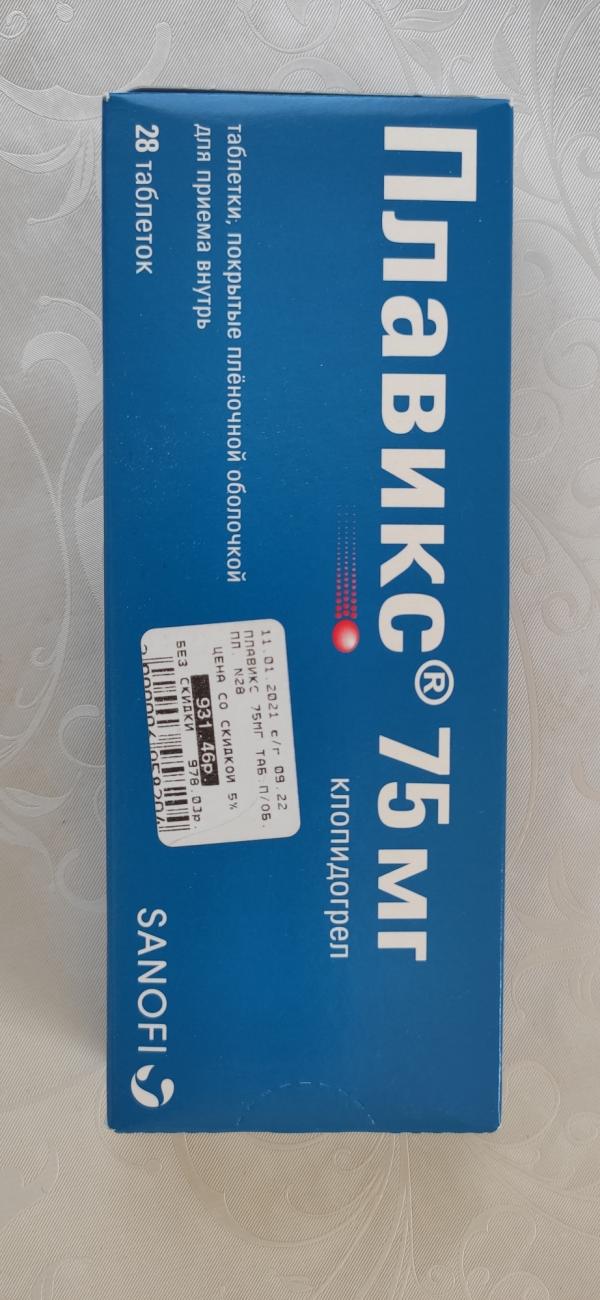 Плавикс® 75 мг
клопидогрел
таблетки, покрытые плёночной оболочкой
для приема внутрь
28 таблеток
11.01.2021 с/г 09.22
ПЛАВИКС 75МГ ТАБ.П/ОБ.
ПЛ. N28
ЦЕНА СО СКИДКОЙ 5%
931.46р.
БЕЗ СКИДКИ 978.03р.
SANOFI